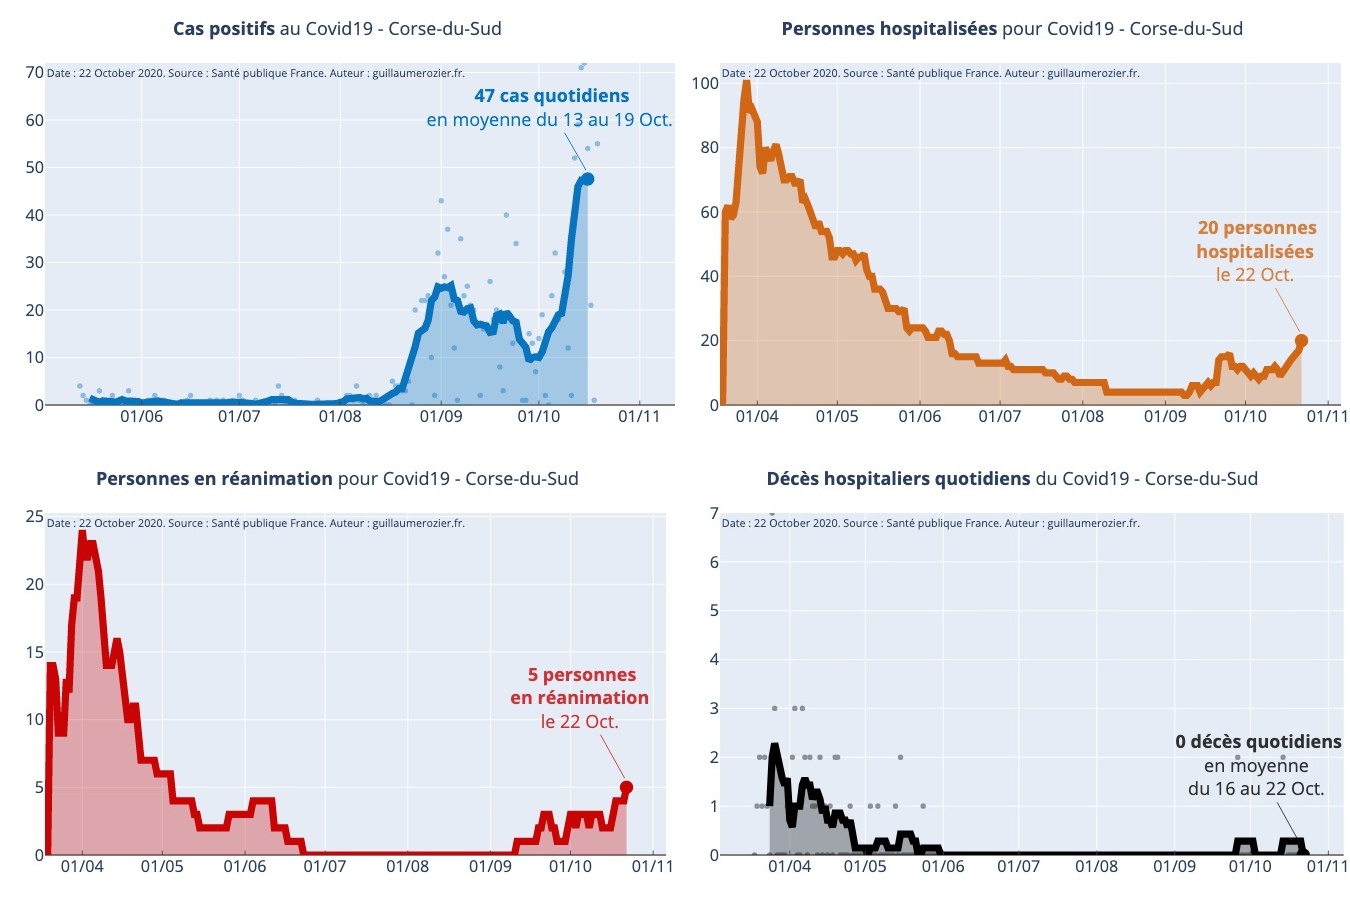 Cas positifs au Covid19 - Corse-du-Sud
Date : 22 October 2020. Source : Santé publique France. Auteur : guillaumerozier.fr.
70
60
50
40
30
20
10
0
47 cas quotidiens
en moyenne du 13 au 19 Oct.
01/06 01/07 01/08 01/09 01/10 01/11
Personnes hospitalisées pour Covid19 - Corse-du-Sud
Date : 22 October 2020. Source : Santé publique France. Auteur : guillaumerozier.fr.
100
80
60
40
20
0
20 personnes
hospitalisées
le 22 Oct.
01/04 01/05 01/06 01/07 01/08 01/09 01/10 01/11
Personnes en réanimation pour Covid19 - Corse-du-Sud
Date : 22 October 2020. Source : Santé publique France. Auteur : guillaumerozier.fr.
25
20
15
10
5
0
5 personnes
en réanimation
le 22 Oct.
01/04 01/05 01/06 01/07 01/08 01/09 01/10 01/11
Décès hospitaliers quotidiens du Covid19 - Corse-du-Sud
Date : 22 October 2020. Source : Santé publique France. Auteur : guillaumerozier.fr.
7
6
5
4
3
2
1
0
0 décès quotidiens
en moyenne
du 16 au 22 Oct.
01/04 01/05 01/06 01/07 01/08 01/09 01/10 01/11